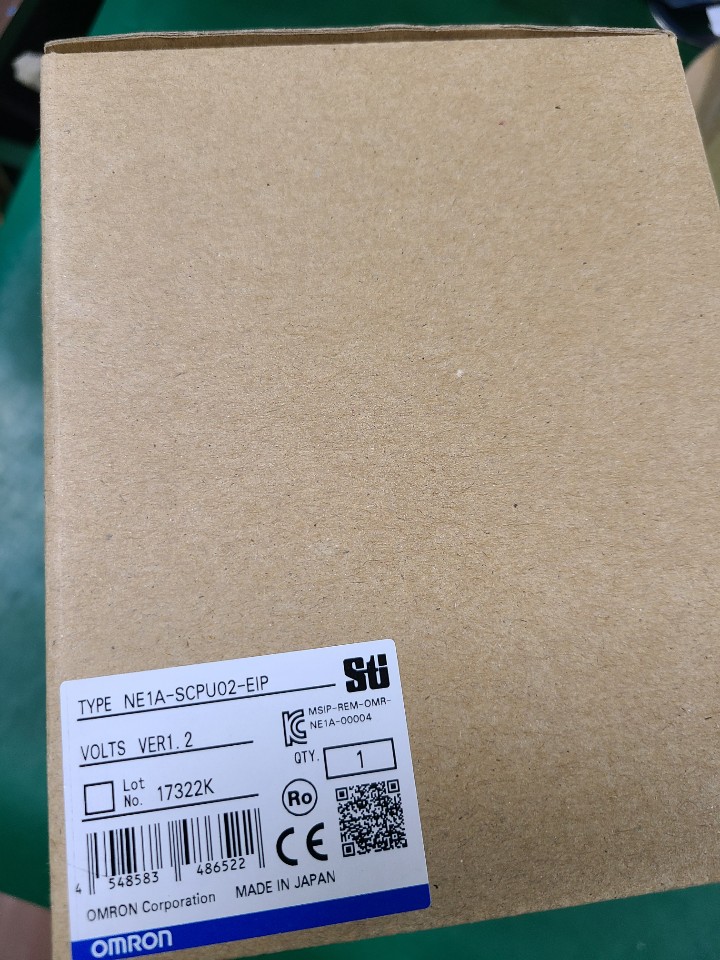 Sti
TYPE NE1A-SCPU02-EIP
MSIP-REM-OMR-
NE1A-00004
VOLTS VER1.2
QTY. 1
Lot
No. 17322K
Ro
CE
4 548583 486522
OMRON Corporation MADE IN JAPAN
OMRON